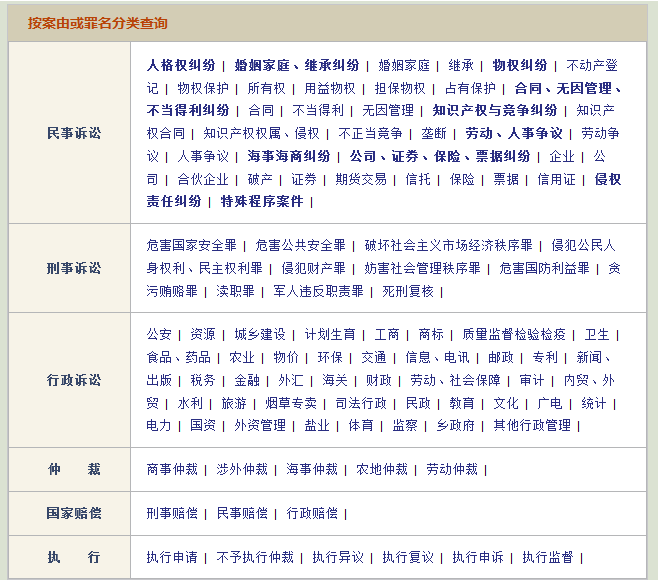 按案由或罪名分类查询
民事诉讼
人格权纠纷 | 婚姻家庭、继承纠纷 | 婚姻家庭 | 继承 | 物权纠纷 | 不动产登
记 | 物权保护 | 所有权 | 用益物权 | 担保物权 | 占有保护 | 合同、无因管理、
不当得利纠纷 | 合同 | 不当得利 | 无因管理 | 知识产权与竞争纠纷 | 知识产
权合同 | 知识产权权属、侵权 | 不正当竞争 | 垄断 | 劳动、人事争议 | 劳动争
议 | 人事争议 | 海事海商纠纷 | 公司、证券、保险、票据纠纷 | 企业 | 公
司 | 合伙企业 | 破产 | 证券 | 期货交易 | 信托 | 保险 | 票据 | 信用证 | 侵权
责任纠纷 | 特殊程序案件 |
刑事诉讼
危害国家安全罪 | 危害公共安全罪 | 破坏社会主义市场经济秩序罪 | 侵犯公民人
身权利、民主权利罪 | 侵犯财产罪 | 妨害社会管理秩序罪 | 危害国防利益罪 | 贪
污贿赂罪 | 渎职罪 | 军人违反职责罪 | 死刑复核 |
行政诉讼
公安 | 资源 | 城乡建设 | 计划生育 | 工商 | 商标 | 质量监督检验检疫 | 卫生 |
食品、药品 | 农业 | 物价 | 环保 | 交通 | 信息、电讯 | 邮政 | 专利 | 新闻、
出版 | 税务 | 金融 | 外汇 | 海关 | 财政 | 劳动、社会保障 | 审计 | 内贸、外
贸 | 水利 | 旅游 | 烟草专卖 | 司法行政 | 民政 | 教育 | 文化 | 广电 | 统计 |
电力 | 国资 | 外资管理 | 盐业 | 体育 | 监察 | 乡政府 | 其他行政管理 |
仲 裁
商事仲裁 | 涉外仲裁 | 海事仲裁 | 农地仲裁 | 劳动仲裁 |
国家赔偿
刑事赔偿 | 民事赔偿 | 行政赔偿 |
执 行
执行申请 | 不予执行仲裁 | 执行异议 | 执行复议 | 执行申诉 | 执行监督 |